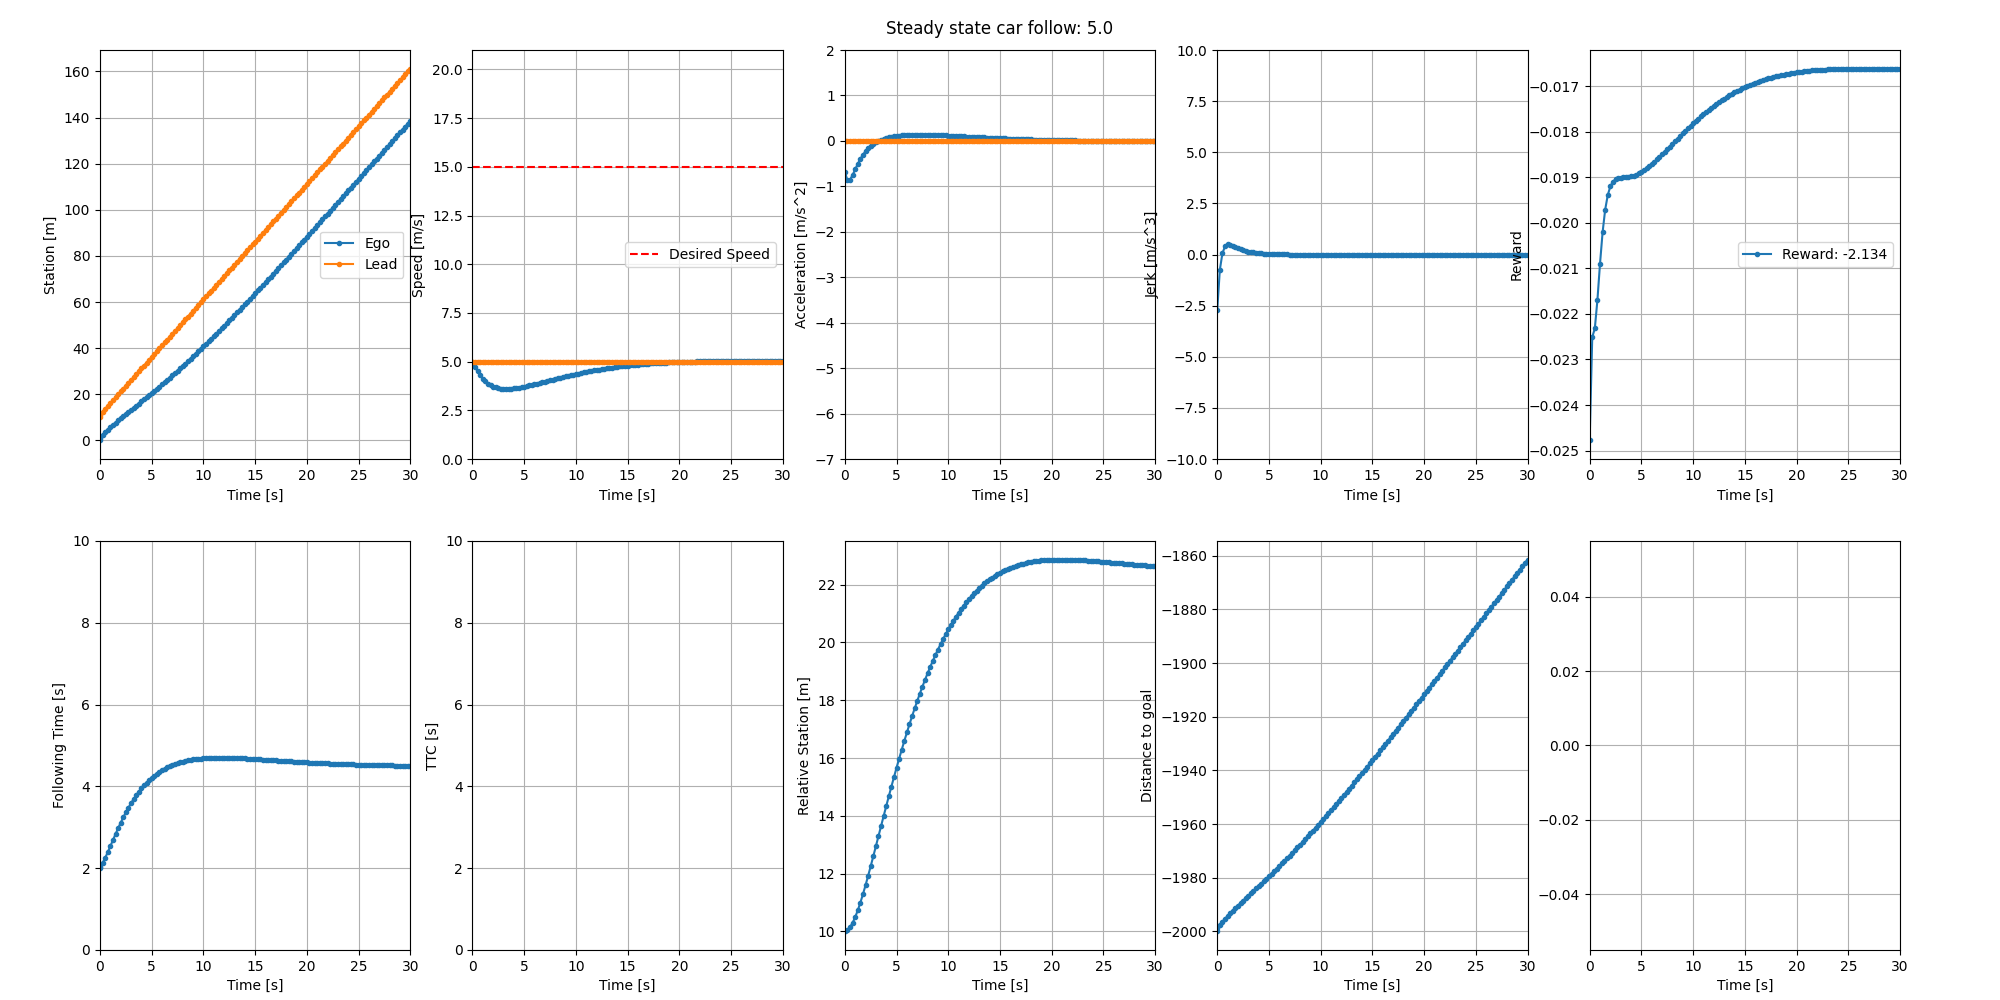 Steady state car follow: 5.0
Station [m]
160
140
120
100
80
60
40
20
0
Ego
Lead
0 5 10 15 20 25 30
Time [s]
Speed [m/s]
20.0
17.5
15.0
12.5
10.0
7.5
5.0
2.5
0.0
Desired Speed
0 5 10 15 20 25 30
Time [s]
Acceleration [m/s^2]
2
1
0
−1
−2
−3
−4
−5
−6
−7
0 5 10 15 20 25 30
Time [s]
Jerk [m/s^3]
10.0
7.5
5.0
2.5
0.0
−2.5
−5.0
−7.5
−10.0
0 5 10 15 20 25 30
Time [s]
Reward
−0.017
−0.018
−0.019
−0.020
−0.021
−0.022
−0.023
−0.024
−0.025
Reward: -2.134
0 5 10 15 20 25 30
Time [s]
Following Time [s]
10
8
6
4
2
0
0 5 10 15 20 25 30
Time [s]
TTC [s]
10
8
6
4
2
0
0 5 10 15 20 25 30
Time [s]
Relative Station [m]
22
20
18
16
14
12
10
0 5 10 15 20 25 30
Time [s]
Distance to goal
−1860
−1880
−1900
−1920
−1940
−1960
−1980
−2000
0 5 10 15 20 25 30
Time [s]
0.04
0.02
0.00
−0.02
−0.04
0 5 10 15 20 25 30
Time [s]